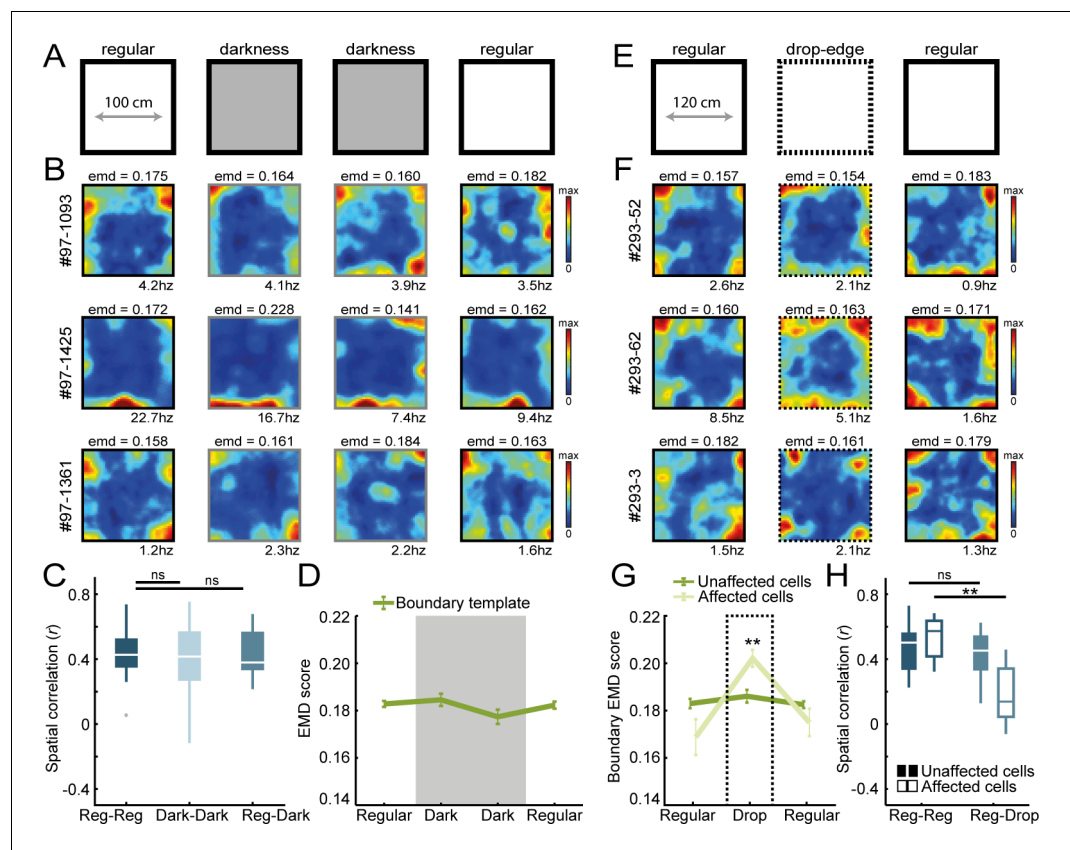 A
regular
darkness
darkness
regular
100 cm
B
#97-1093
emd = 0.175
emd = 0.164
emd = 0.160
emd = 0.182
max
0
4.2hz
4.1hz
3.9hz
3.5hz
#97-1425
emd = 0.172
emd = 0.228
emd = 0.141
emd = 0.162
max
0
22.7hz
16.7hz
7.4hz
9.4hz
#97-1361
emd = 0.158
emd = 0.161
emd = 0.184
emd = 0.163
max
0
1.2hz
2.3hz
2.2hz
1.6hz
C
ns
ns
Spatial correlation (r)
0.8
0.4
0
-0.4
Reg-Reg
Dark-Dark
Reg-Dark
D
Boundary template
EMD score
0.22
0.20
0.18
0.16
0.14
Regular
Dark
Dark
Regular
E
regular
drop-edge
regular
120 cm
F
#293-52
emd = 0.157
emd = 0.154
emd = 0.183
max
0
2.6hz
2.1hz
0.9hz
#293-62
emd = 0.160
emd = 0.163
emd = 0.171
max
0
8.5hz
5.1hz
1.6hz
#293-3
emd = 0.182
emd = 0.161
emd = 0.179
max
0
1.5hz
2.1hz
1.3hz
G
Unaffected cells
Affected cells
**
Boundary EMD score
0.22
0.20
0.18
0.16
0.14
Regular
Drop
Regular
H
ns
**
Spatial correlation (r)
0.8
0.4
0
-0.4
Unaffected cells
Affected cells
Reg-Reg
Reg-Drop